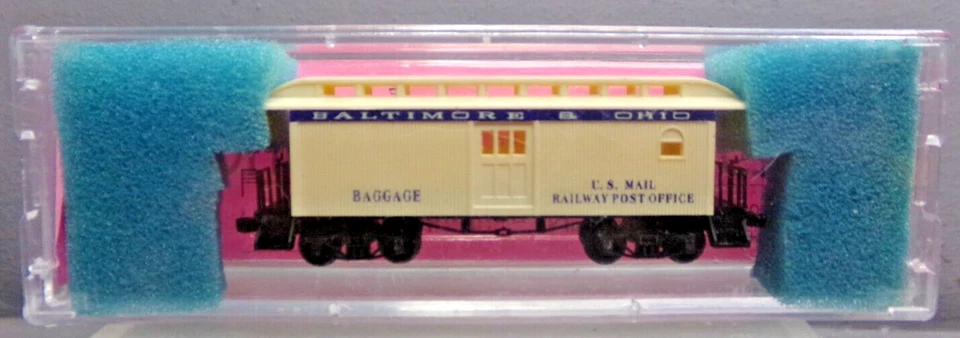 BALTIMORE & OHIO
BAGGAGE
U. S. MAIL
RAILWAY POST OFFICE